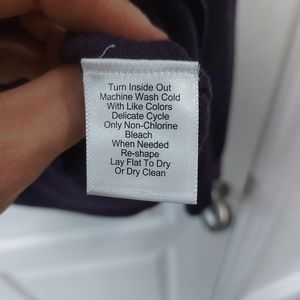 Turn Inside Out
Machine Wash Cold
With Like Colors
Delicate Cycle
Only Non-Chlorine
Bleach
When Needed
Re-shape
Lay Flat To Dry
Or Dry Clean